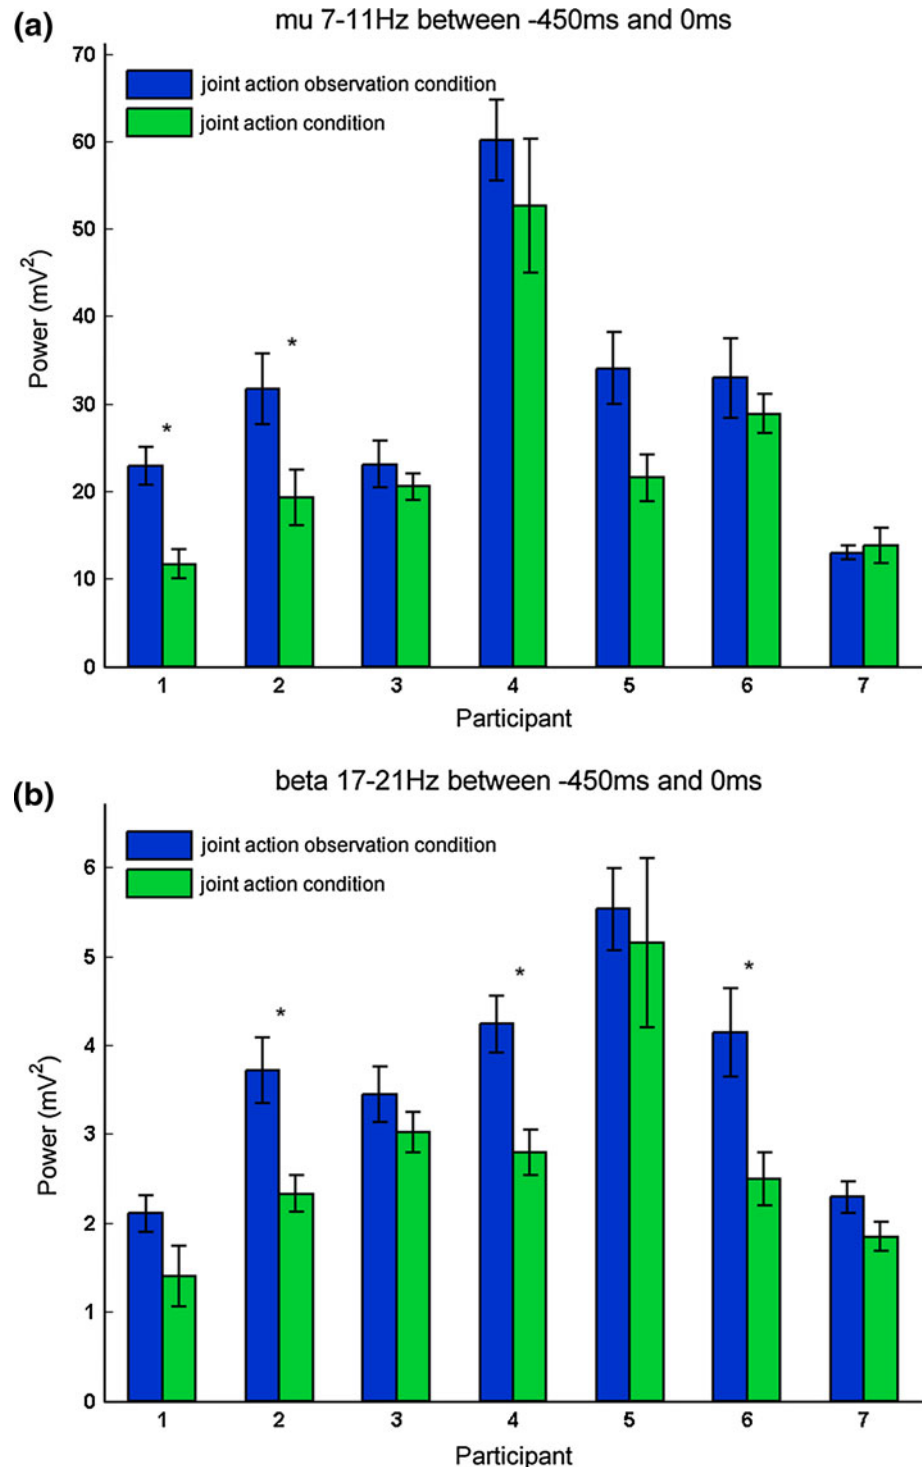 (a)
mu 7-11Hz between -450ms and 0ms
joint action observation condition
joint action condition
Power (mV²)
70
60
50
40
30
20
10
0
*
*
1 2 3 4 5 6 7
Participant
(b)
beta 17-21Hz between -450ms and 0ms
joint action observation condition
joint action condition
Power (mV²)
6
5
4
3
2
1
0
*
*
*
1 2 3 4 5 6 7
Participant